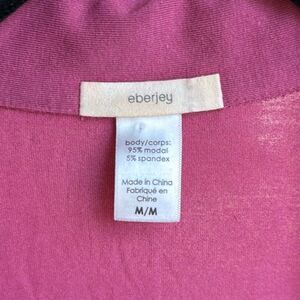 eberjey
body/corps:
95% modal
5% spandex
Made in China
Fabriqué en
Chine
M/M